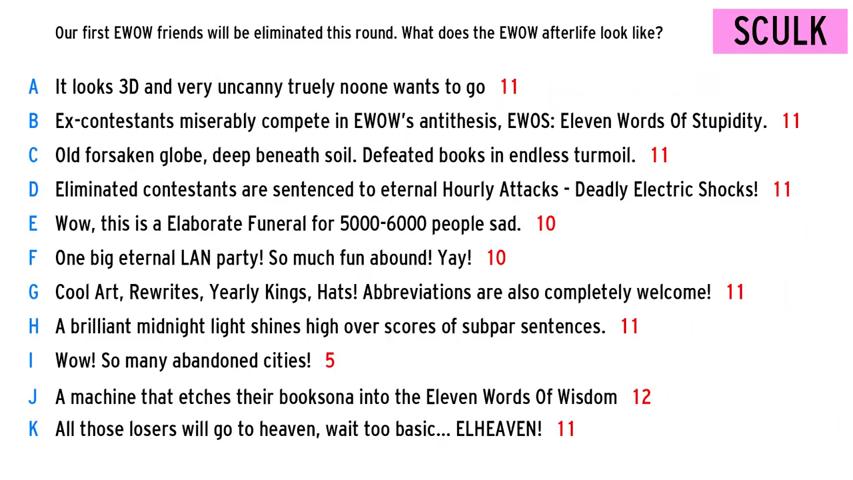 Our first EWOW friends will be eliminated this round. What does the EWOW afterlife look like?
SCULK
A It looks 3D and very uncanny truely noone wants to go 11
B Ex-contestants miserably compete in EWOW's antithesis, EWOS: Eleven Words Of Stupidity. 11
C Old forsaken globe, deep beneath soil. Defeated books in endless turmoil. 11
D Eliminated contestants are sentenced to eternal Hourly Attacks - Deadly Electric Shocks! 11
E Wow, this is a Elaborate Funeral for 5000-6000 people sad. 10
F One big eternal LAN party! So much fun abound! Yay! 10
G Cool Art, Rewrites, Yearly Kings, Hats! Abbreviations are also completely welcome! 11
H A brilliant midnight light shines high over scores of subpar sentences. 11
I Wow! So many abandoned cities! 5
J A machine that etches their booksona into the Eleven Words Of Wisdom 12
K All those losers will go to heaven, wait too basic... ELHEAVEN! 11